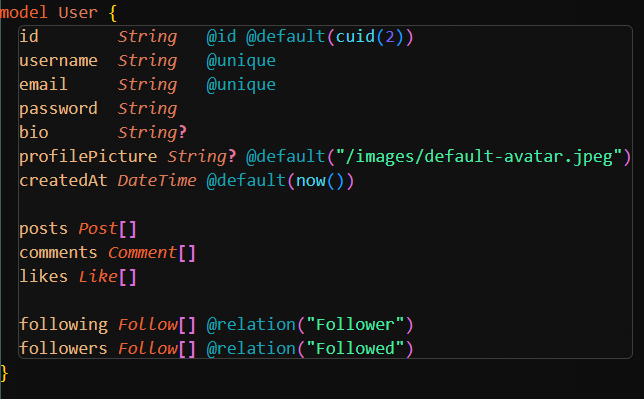 model User {
id String @id @default(cuid(2))
username String @unique
email String @unique
password String
bio String?
profilePicture String? @default("/images/default-avatar.jpeg")
createdAt DateTime @default(now())
posts Post[]
comments Comment[]
likes Like[]
following Follow[] @relation("Follower")
followers Follow[] @relation("Followed")
}